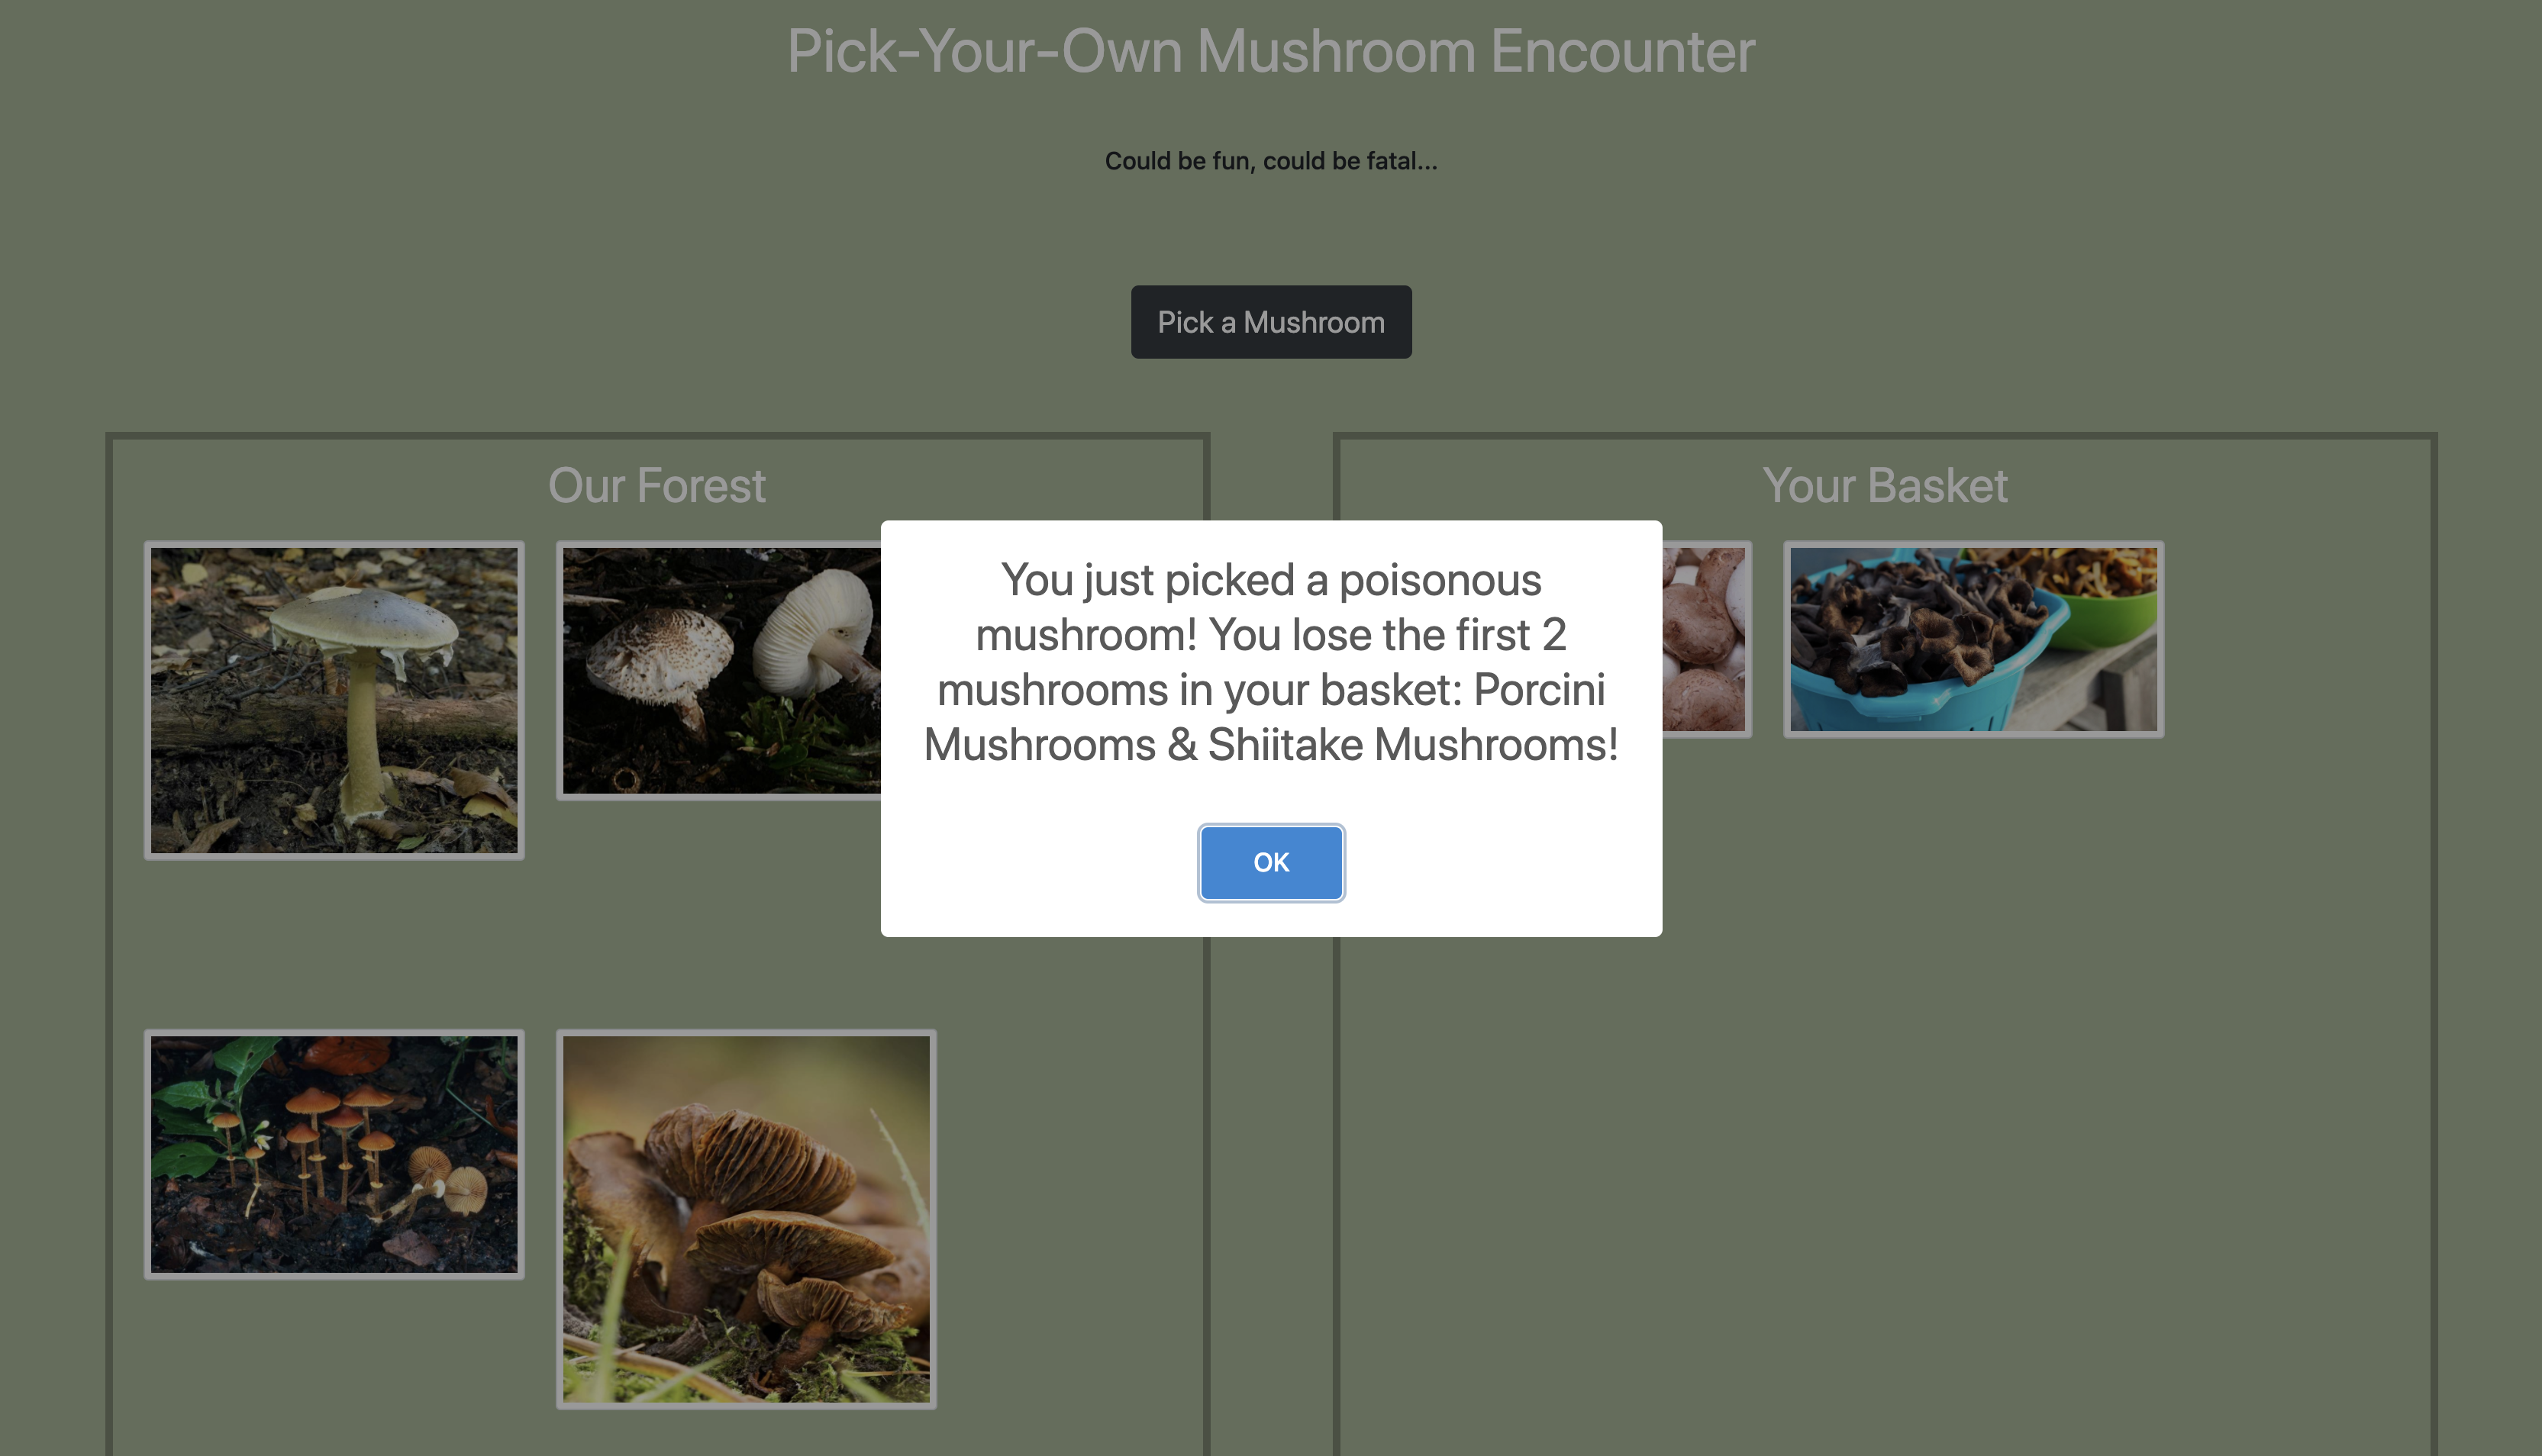 Pick-Your-Own Mushroom Encounter
Could be fun, could be fatal...
Pick a Mushroom
Our Forest
Your Basket
You just picked a poisonous
mushroom! You lose the first 2
mushrooms in your basket: Porcini
Mushrooms & Shiitake Mushrooms!
OK